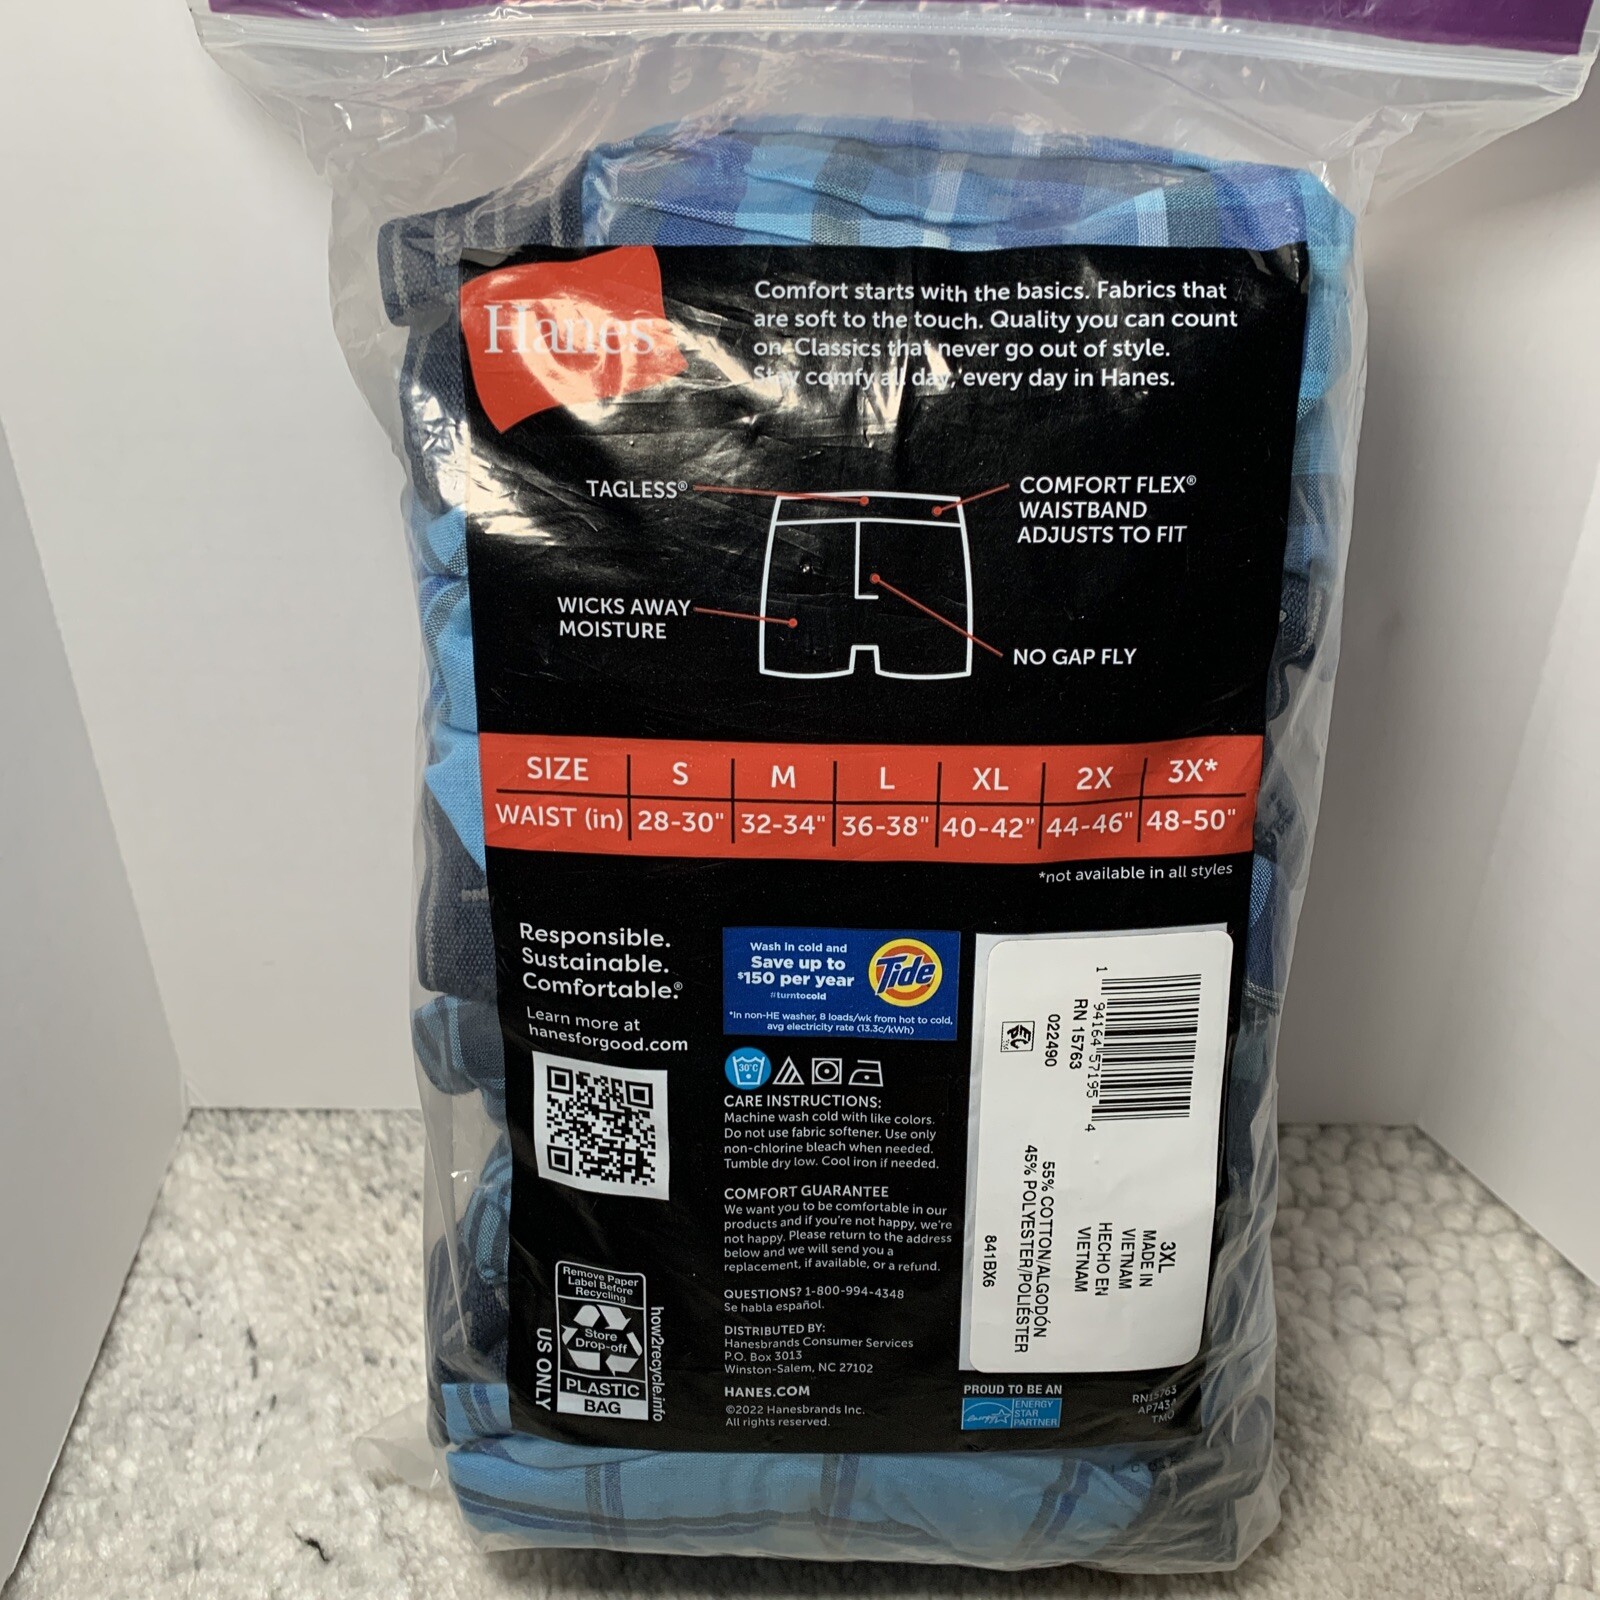 Hanes
Comfort starts with the basics. Fabrics that
are soft to the touch. Quality you can count
on. Classics that never go out of style.
Stay comfy all day, every day in Hanes.
TAGLESS®
COMFORT FLEX®
WAISTBAND
ADJUSTS TO FIT
WICKS AWAY
MOISTURE
NO GAP FLY
SIZE S M L XL 2X 3X*
WAIST (in) 28-30" 32-34" 36-38" 40-42" 44-46" 48-50"
*not available in all styles
Responsible.
Sustainable.
Comfortable.®
Learn more at
hanesforgood.com
Wash in cold and
Save up to
$150 per year
#turntocold
Tide
*In non-HE washer, 8 loads/wk from hot to cold,
avg electricity rate (13.3c/kWh)
30°C
CARE INSTRUCTIONS:
Machine wash cold with like colors.
Do not use fabric softener. Use only
non-chlorine bleach when needed.
Tumble dry low. Cool iron if needed.
COMFORT GUARANTEE
We want you to be comfortable in our
products and if you're not happy, we're
not happy. Please return to the address
below and we will send you a
replacement, if available, or a refund.
QUESTIONS? 1-800-994-4348
Se habla español.
DISTRIBUTED BY:
Hanesbrands Consumer Services
P.O. Box 3013
Winston-Salem, NC 27102
HANES.COM
©2022 Hanesbrands Inc.
All rights reserved.
Remove Paper
Label Before
Recycling
Store
Drop-off
PLASTIC
BAG
US ONLY
how2recycle.info
1 94164 57195 4
RN 15763
022490
3XL
MADE IN
VIETNAM
HECHO EN
VIETNAM
55% COTTON/ALGODÓN
45% POLYESTER/POLIÉSTER
841BX6
PROUD TO BE AN
ENERGY
STAR
PARTNER
RN15763
TMO